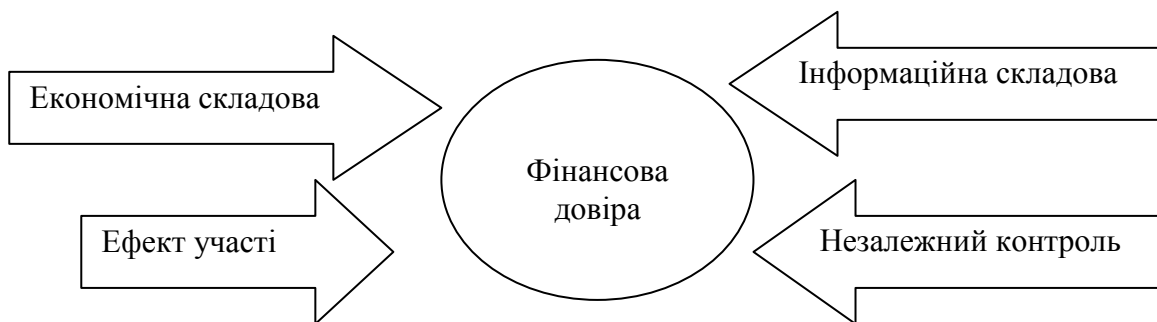 Економічна складова
Інформаційна складова
Фінансова
довіра
Ефект участі
Незалежний контроль